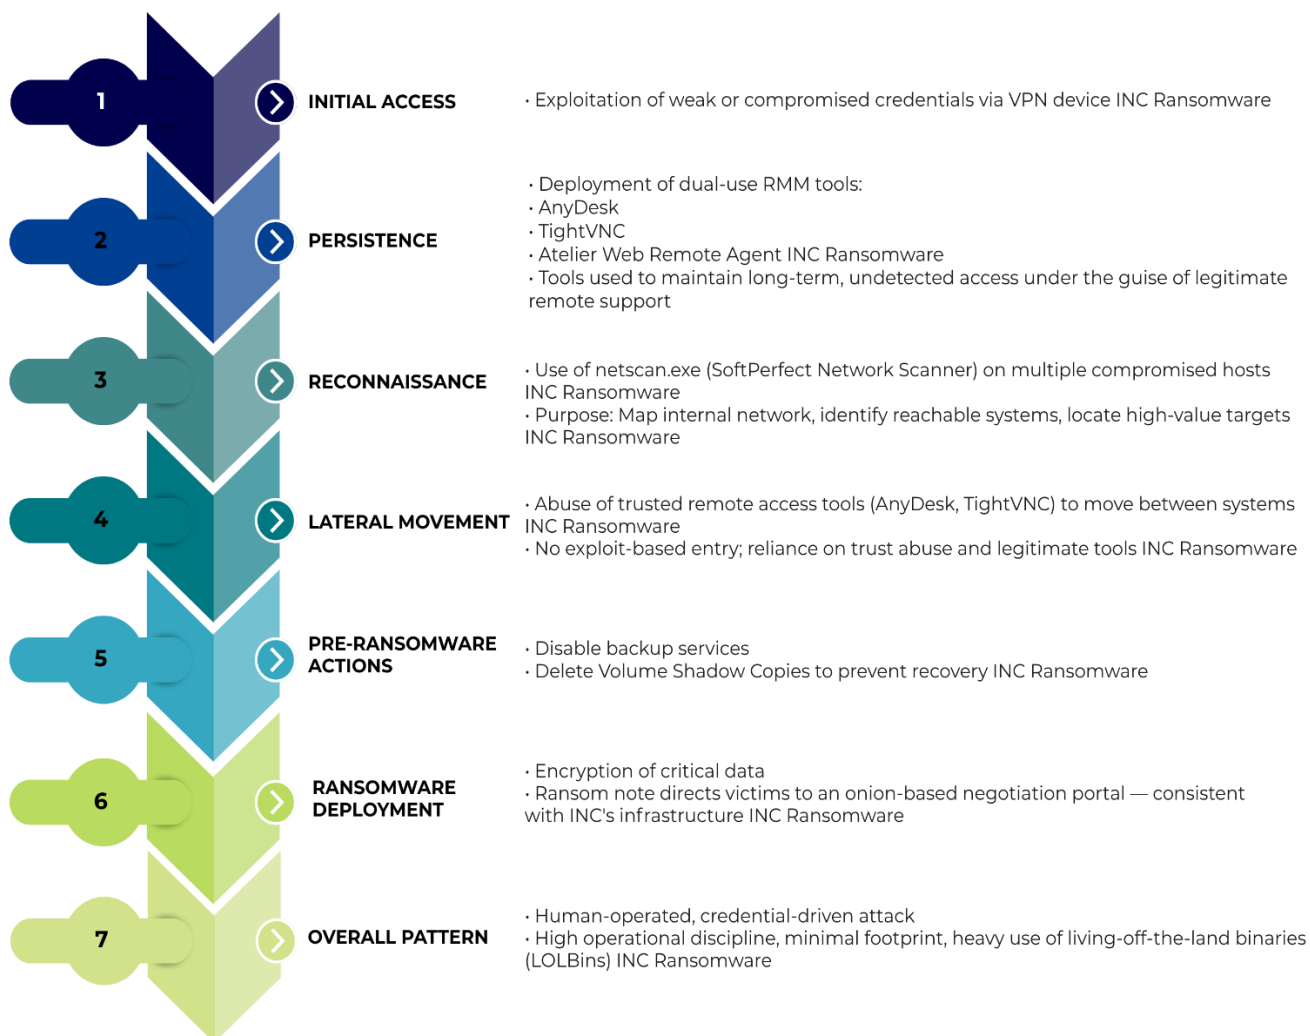 1
INITIAL ACCESS
• Exploitation of weak or compromised credentials via VPN device INC Ransomware
2
PERSISTENCE
• Deployment of dual-use RMM tools:
• AnyDesk
• TightVNC
• Atelier Web Remote Agent INC Ransomware
• Tools used to maintain long-term, undetected access under the guise of legitimate
remote support
3
RECONNAISSANCE
• Use of netscan.exe (SoftPerfect Network Scanner) on multiple compromised hosts
INC Ransomware
• Purpose: Map internal network, identify reachable systems, locate high-value targets
INC Ransomware
4
LATERAL MOVEMENT
• Abuse of trusted remote access tools (AnyDesk, TightVNC) to move between systems
INC Ransomware
• No exploit-based entry; reliance on trust abuse and legitimate tools INC Ransomware
5
PRE-RANSOMWARE
ACTIONS
• Disable backup services
• Delete Volume Shadow Copies to prevent recovery INC Ransomware
6
RANSOMWARE
DEPLOYMENT
• Encryption of critical data
• Ransom note directs victims to an onion-based negotiation portal — consistent
with INC's infrastructure INC Ransomware
7
OVERALL PATTERN
• Human-operated, credential-driven attack
• High operational discipline, minimal footprint, heavy use of living-off-the-land binaries
(LOLBins) INC Ransomware